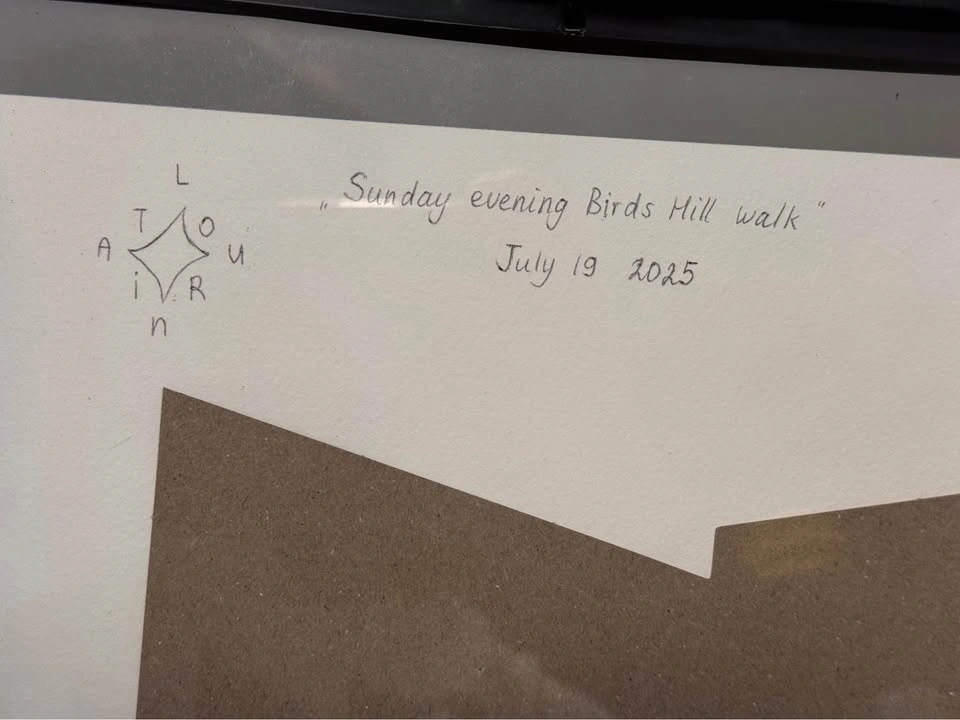 L
T O
A U
i R
n
„Sunday evening Birds Hill walk"
July 19 2025